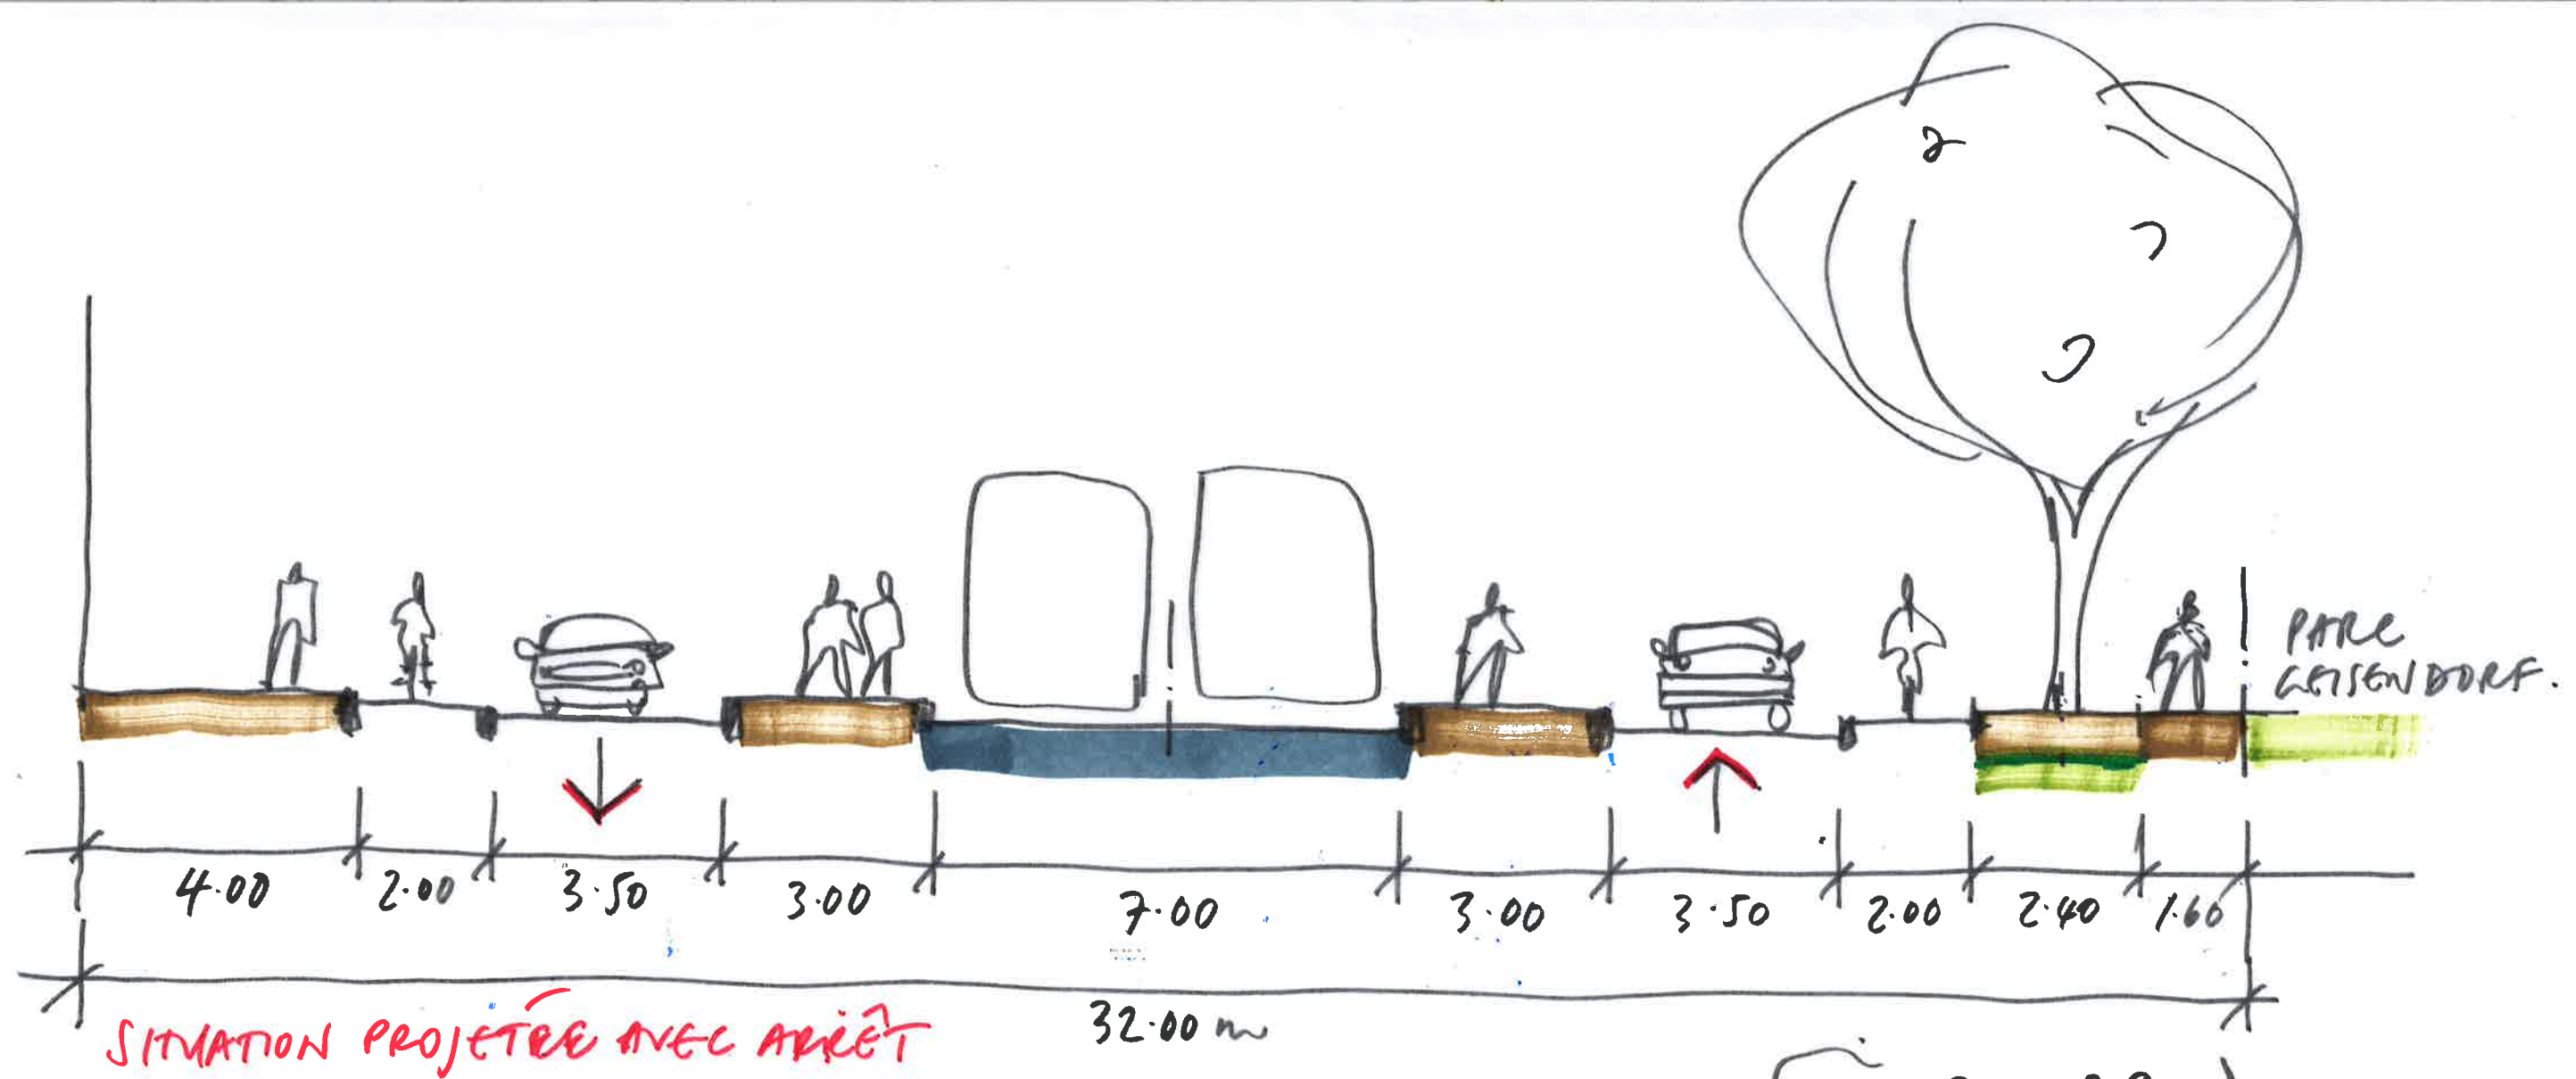 PARC
GEISENDORF.
4.00 2.00 3.50 3.00 7.00 3.00 3.50 2.00 2.40 1.60
32.00 m
SITUATION PROJETÉE AVEC ARRÊT